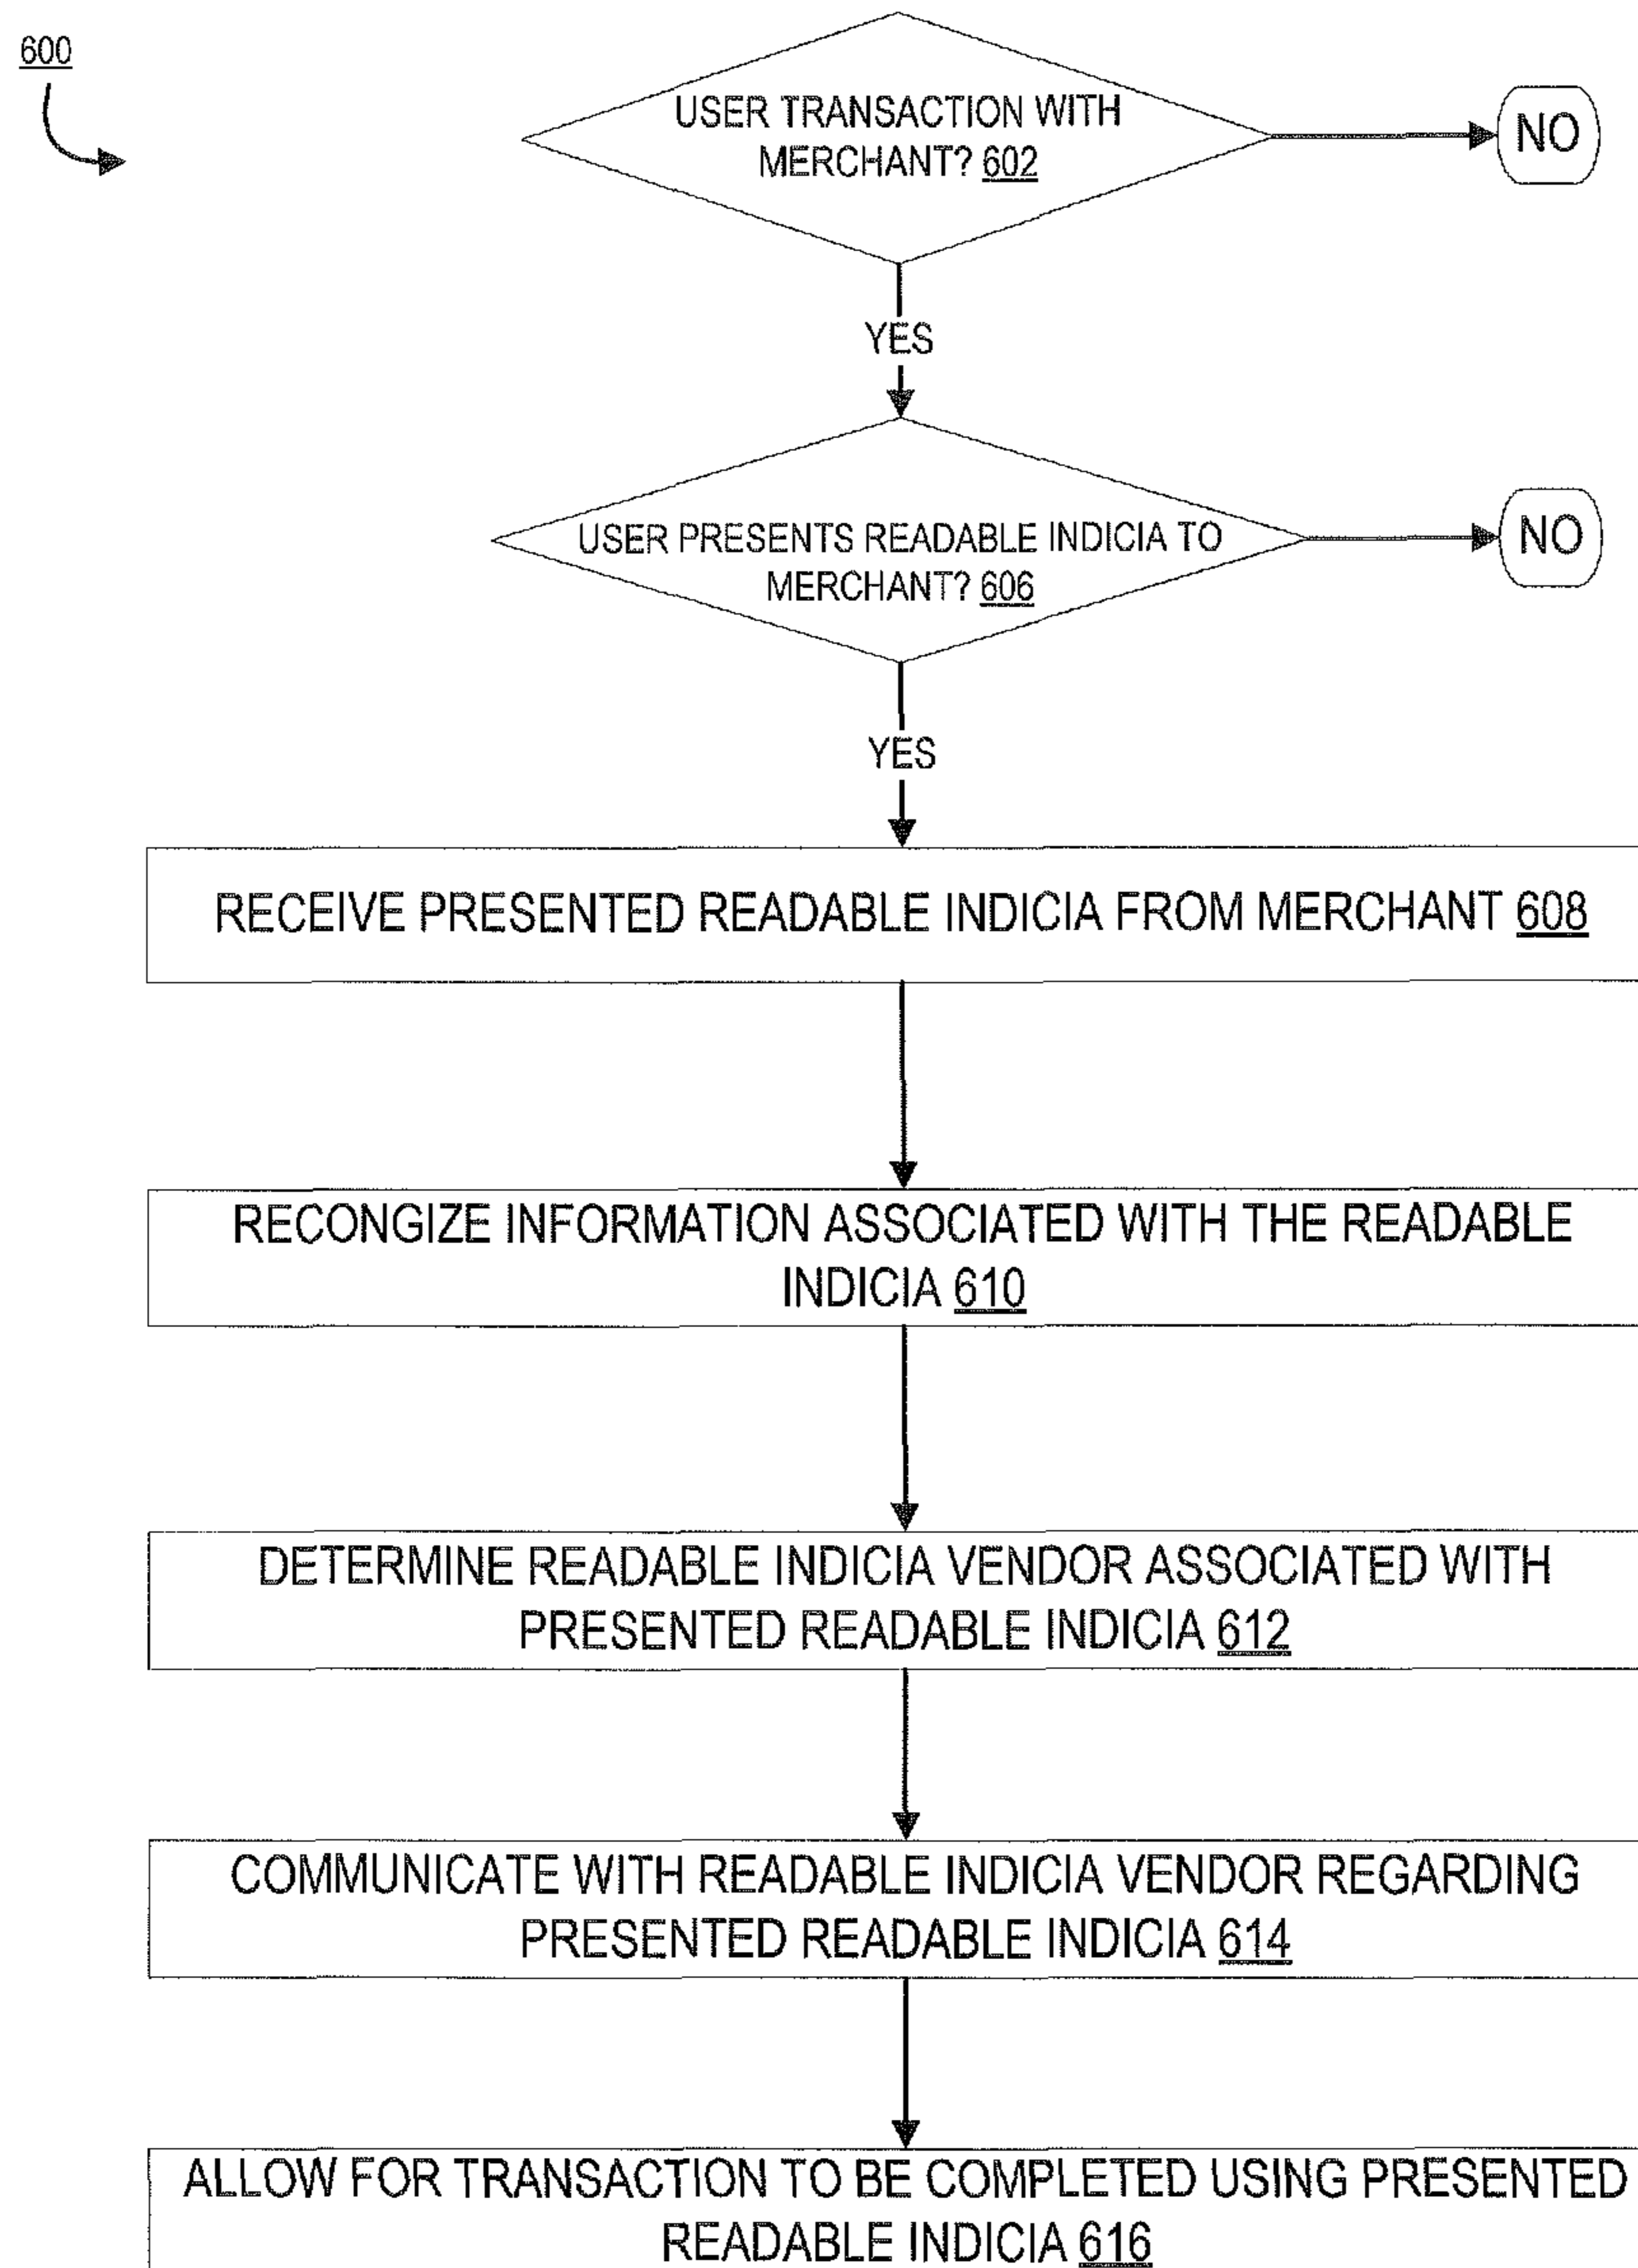 600
USER TRANSACTION WITH
MERCHANT? 602
NO
YES
USER PRESENTS READABLE INDICIA TO
MERCHANT? 606
NO
YES
RECEIVE PRESENTED READABLE INDICIA FROM MERCHANT 608
RECONGIZE INFORMATION ASSOCIATED WITH THE READABLE
INDICIA 610
DETERMINE READABLE INDICIA VENDOR ASSOCIATED WITH
PRESENTED READABLE INDICIA 612
COMMUNICATE WITH READABLE INDICIA VENDOR REGARDING
PRESENTED READABLE INDICIA 614
ALLOW FOR TRANSACTION TO BE COMPLETED USING PRESENTED
READABLE INDICIA 616